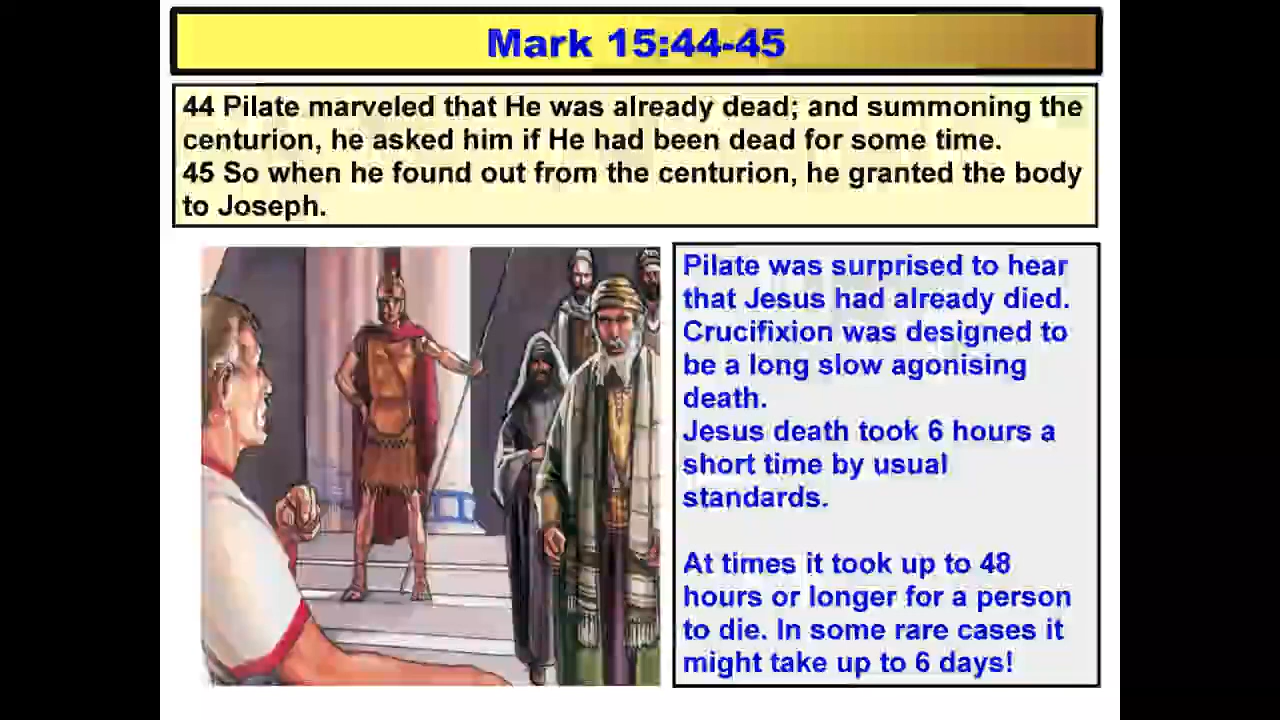 Mark 15:44-45
44 Pilate marveled that He was already dead; and summoning the
centurion, he asked him if He had been dead for some time.
45 So when he found out from the centurion, he granted the body
to Joseph.
Pilate was surprised to hear
that Jesus had already died.
Crucifixion was designed to
be a long slow agonising
death.
Jesus death took 6 hours a
short time by usual
standards.
At times it took up to 48
hours or longer for a person
to die. In some rare cases it
might take up to 6 days!